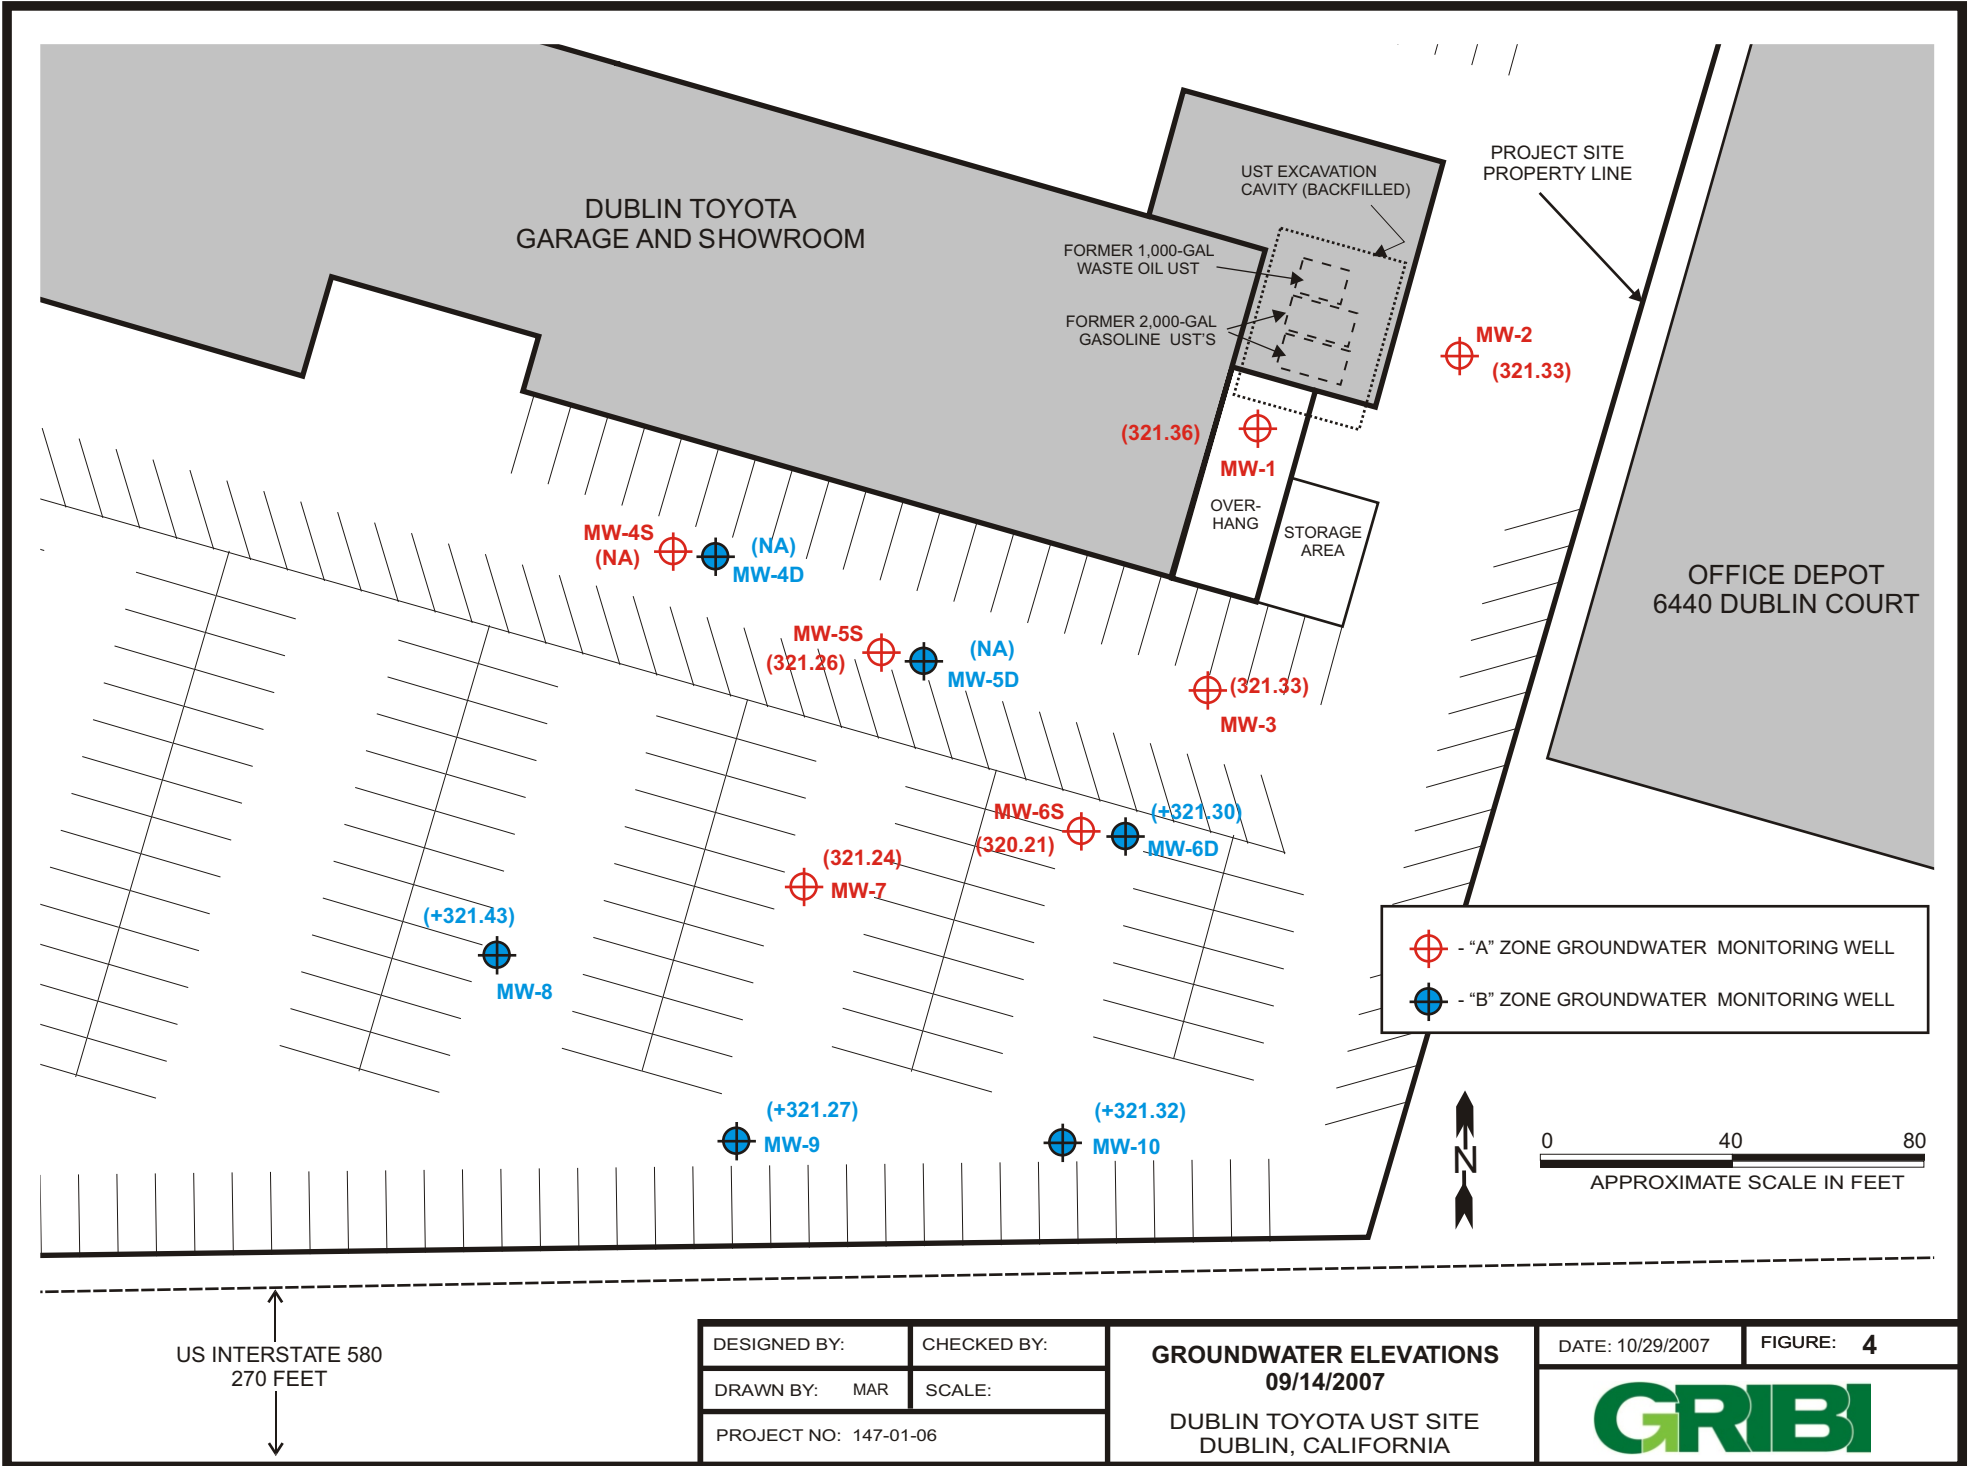 DUBLIN TOYOTA
GARAGE AND SHOWROOM
UST EXCAVATION
CAVITY (BACKFILLED)
FORMER 1,000-GAL
WASTE OIL UST
FORMER 2,000-GAL
GASOLINE UST'S
PROJECT SITE
PROPERTY LINE
MW-2
(321.33)
(321.36)
MW-1
OVER-
HANG
STORAGE
AREA
OFFICE DEPOT
6440 DUBLIN COURT
MW-4S
(NA)
(NA)
MW-4D
MW-5S
(321.26)
(NA)
MW-5D
(321.33)
MW-3
MW-6S
(320.21)
(+321.30)
MW-6D
(321.24)
MW-7
(+321.43)
MW-8
(+321.27)
MW-9
(+321.32)
MW-10
- “A” ZONE GROUNDWATER MONITORING WELL
- “B” ZONE GROUNDWATER MONITORING WELL
N
0 40 80
APPROXIMATE SCALE IN FEET
US INTERSTATE 580
270 FEET
DESIGNED BY:
CHECKED BY:
DRAWN BY: MAR
SCALE:
PROJECT NO: 147-01-06
GROUNDWATER ELEVATIONS
09/14/2007
DUBLIN TOYOTA UST SITE
DUBLIN, CALIFORNIA
DATE: 10/29/2007
FIGURE: 4
GRIBI